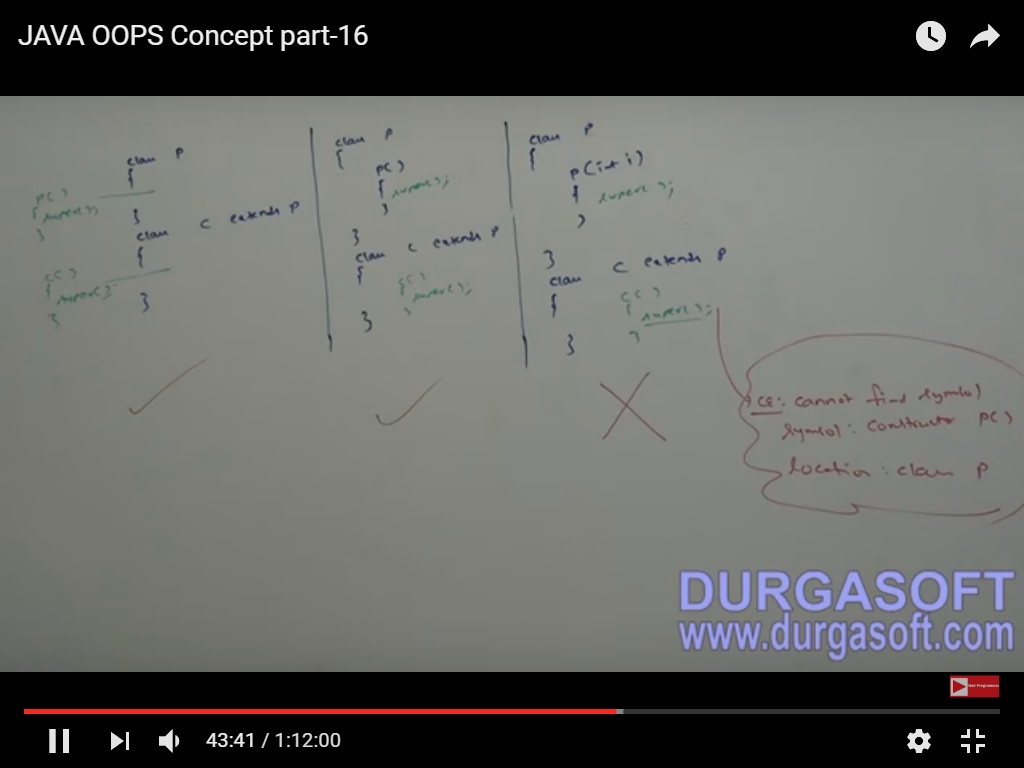 JAVA OOPS Concept part-16
class P
{
P()
{
super();
}
}
class C extends P
{
C()
{
super();
}
}
class P
{
P()
{
super();
}
}
class C extends P
{
C()
{
super();
}
}
class P
{
P(int i)
{
super();
}
}
class C extends P
{
C()
{
super();
}
}
CE: cannot find symbol
symbol: constructor P()
location: class P
DURGASOFT
www.durgasoft.com
43:41 / 1:12:00